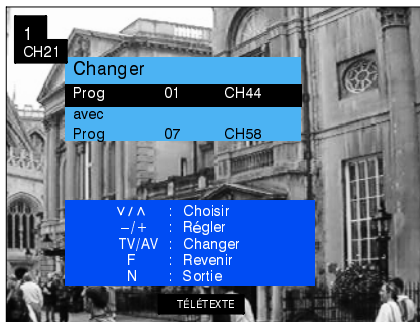 1
CH21
Changer
Prog 01 CH44
avec
Prog 07 CH58
∨/∧ : Choisir
–/+ : Régler
TV/AV : Changer
F : Revenir
N : Sortie
TÉLÉTEXTE